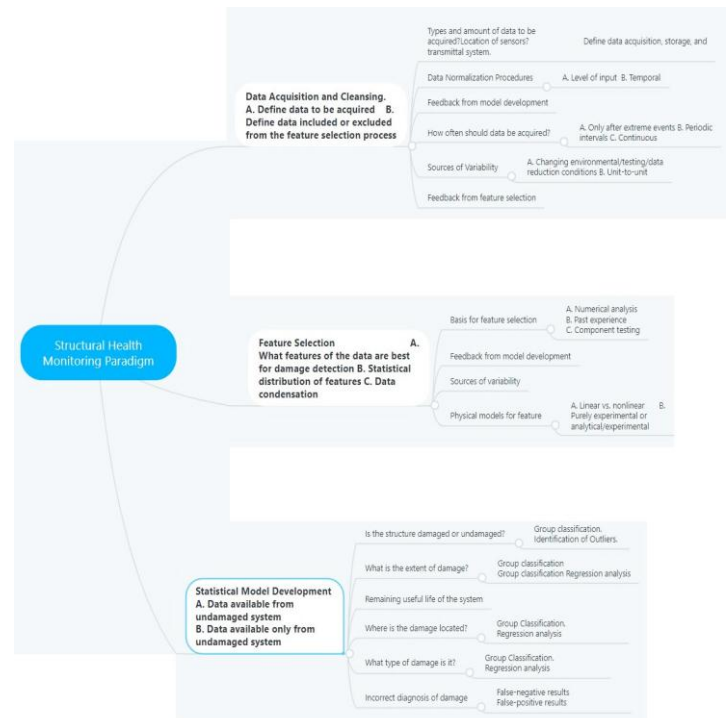 Structural Health
Monitoring Paradigm
Data Acquisition and Cleansing.
A. Define data to be acquired B.
Define data included or excluded
from the feature selection process
Types and amount of data to be
acquired?Location of sensors?
transmittal system.
Define data acquisition, storage, and
Data Normalization Procedures
A. Level of input B. Temporal
Feedback from model development
How often should data be acquired?
A. Only after extreme events B. Periodic
intervals C. Continuous
Sources of Variability
A. Changing environmental/testing/data
reduction conditions B. Unit-to-unit
Feedback from feature selection
Feature Selection A.
What features of the data are best
for damage detection B. Statistical
distribution of features C. Data
condensation
Basis for feature selection
A. Numerical analysis
B. Past experience
C. Component testing
Feedback from model development
Sources of variability
Physical models for feature
A. Linear vs. nonlinear B.
Purely experimental or
analytical/experimental
Statistical Model Development
A. Data available from
undamaged system
B. Data available only from
undamaged system
Is the structure damaged or undamaged?
Group classification.
Identification of Outliers.
What is the extent of damage?
Group classification
Group classification Regression analysis
Remaining useful life of the system
Where is the damage located?
Group Classification.
Regression analysis
What type of damage is it?
Group Classification.
Regression analysis
Incorrect diagnosis of damage
False-negative results
False-positive results